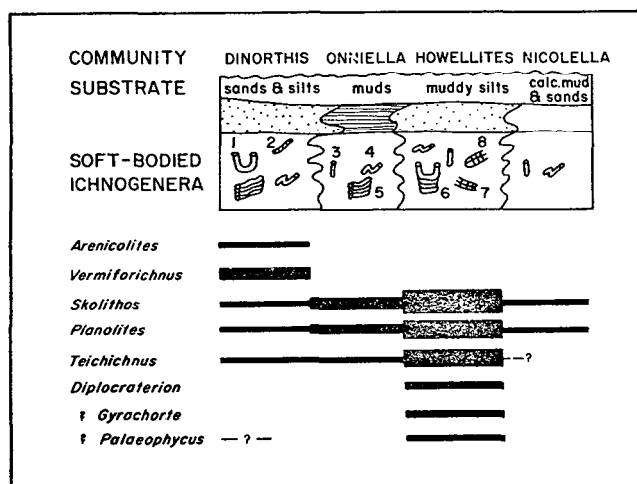 COMMUNITY DINORTHIS ONNIELLA HOWELLITES NICOLELLA
SUBSTRATE sands & silts muds muddy silts calc. mud & sands
SOFT-BODIED ICHNOGENERA
1 2 3 4 5 6 7 8
Arenicolites
Vermiforichnus
Skolithos
Planolites
Teichichnus — ?
Diplocraterion
? Gyrochorte
? Palaeophycus — ? —